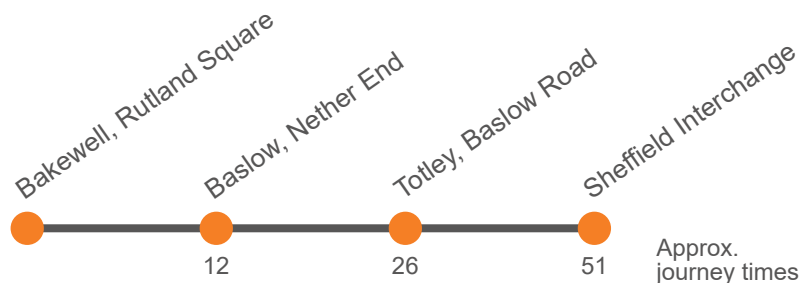 Bakewell, Rutland Square
Baslow, Nether End
Totley, Baslow Road
Sheffield Interchange
12
26
51
Approx.
journey times